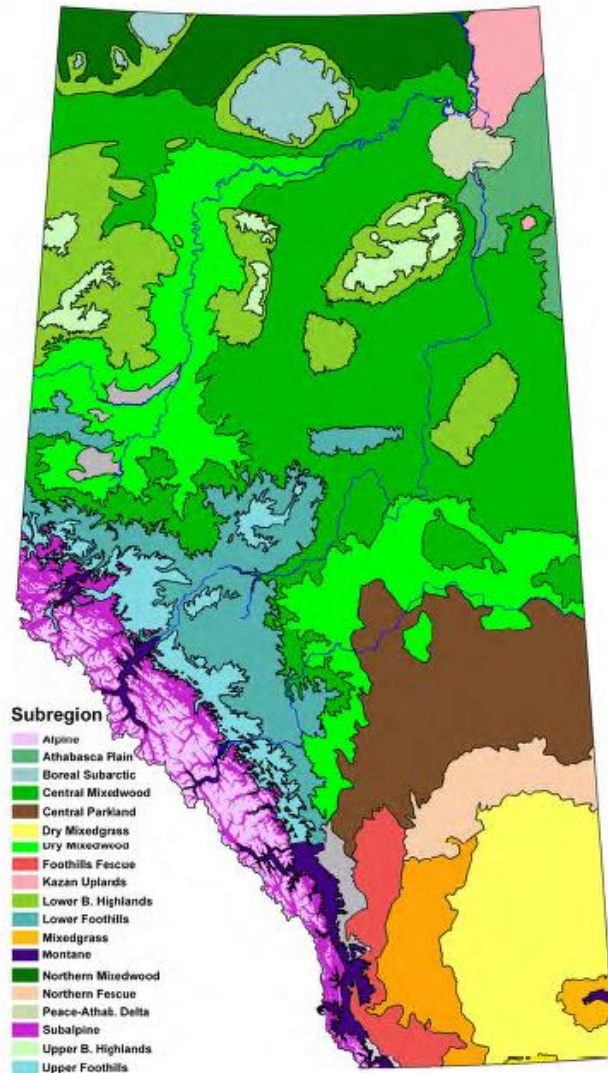 Subregion
Alpine
Athabasca Plain
Boreal Subarctic
Central Mixedwood
Central Parkland
Dry Mixedgrass
Dry Mixedwood
Foothills Fescue
Kazan Uplands
Lower B. Highlands
Lower Foothills
Mixedgrass
Montane
Northern Mixedwood
Northern Fescue
Peace-Athab. Delta
Subalpine
Upper B. Highlands
Upper Foothills